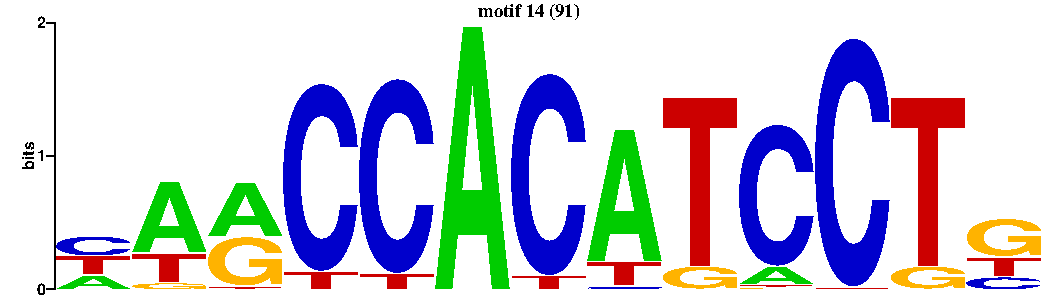 motif 14 (91)
2
bits
1
0
C A A C C A C A T C C T G
T T G T T T T G A G T
A G C